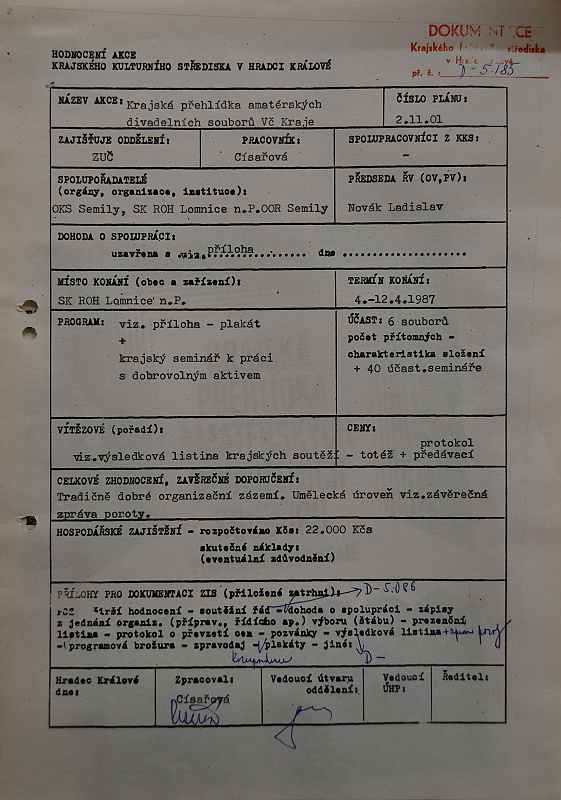 DOKUMENTACE
Krajského střediska
v Hradci Králové
př. č.: D-5.185
HODNOCENÍ AKCE
KRAJSKÉHO KULTURNÍHO STŘEDISKA V HRADCI KRÁLOVÉ
NÁZEV AKCE: Krajská přehlídka amatérských
divadelních souborů Vč Kraje
ČÍSLO PLÁNU:
2.11.01
ZAJIŠŤUJE ODDĚLENÍ:
ZUČ
PRACOVNÍK:
Císařová
SPOLUPRACOVNÍCI Z KKS:
-
SPOLUPOŘADATELÉ
(orgány, organizace, instituce):
OKS Semily, SK ROH Lomnice n.P.OOR Semily
PŘEDSEDA ŘV (OV,PV):
Novák Ladislav
DOHODA O SPOLUPRÁCI:
uzavřena s .viz.příloha.................. dne .....................
MÍSTO KONÁNÍ (obec a zařízení):
SK ROH Lomnice n.P.
TERMÍN KONÁNÍ:
4.-12.4.1987
PROGRAM: viz. příloha - plakát
+
krajský seminář k práci
s dobrovolným aktivem
ÚČAST: 6 souborů
počet přítomných -
charakteristika složení
+ 40 účast.semináře
VÍTĚZOVÉ (pořadí):
viz.výsledková listina krajských soutěží - totéž + předávací
CENY:
protokol
CELKOVÉ ZHODNOCENÍ, ZÁVĚREČNÉ DOPORUČENÍ:
Tradičně dobré organizační zázemí. Umělecká úroveň viz.závěrečná
zpráva poroty.
HOSPODÁŘSKÉ ZAJIŠTĚNÍ - rozpočtováno Kčs: 22.000 Kčs
skutečné náklady:
(eventuální zdůvodnění)
PŘÍLOHY PRO DOKUMENTACI ZIS (přiložené zatrhni): D-5.086
širší hodnocení - soutěžní řád - dohoda o spolupráci - zápisy
z jednání organiz. (příprav., řídícího ap.) výboru (štábu) - prezenční
listina - protokol o převzetí cen - pozvánky - výsledková listina
- programová brožura - zpravodaj - plakáty - jiné:
D-
Hradec Králové
dne:
Zpracoval:
Císařová
Vedoucí útvaru
oddělení:
Vedoucí
ÚHP:
Ředitel: